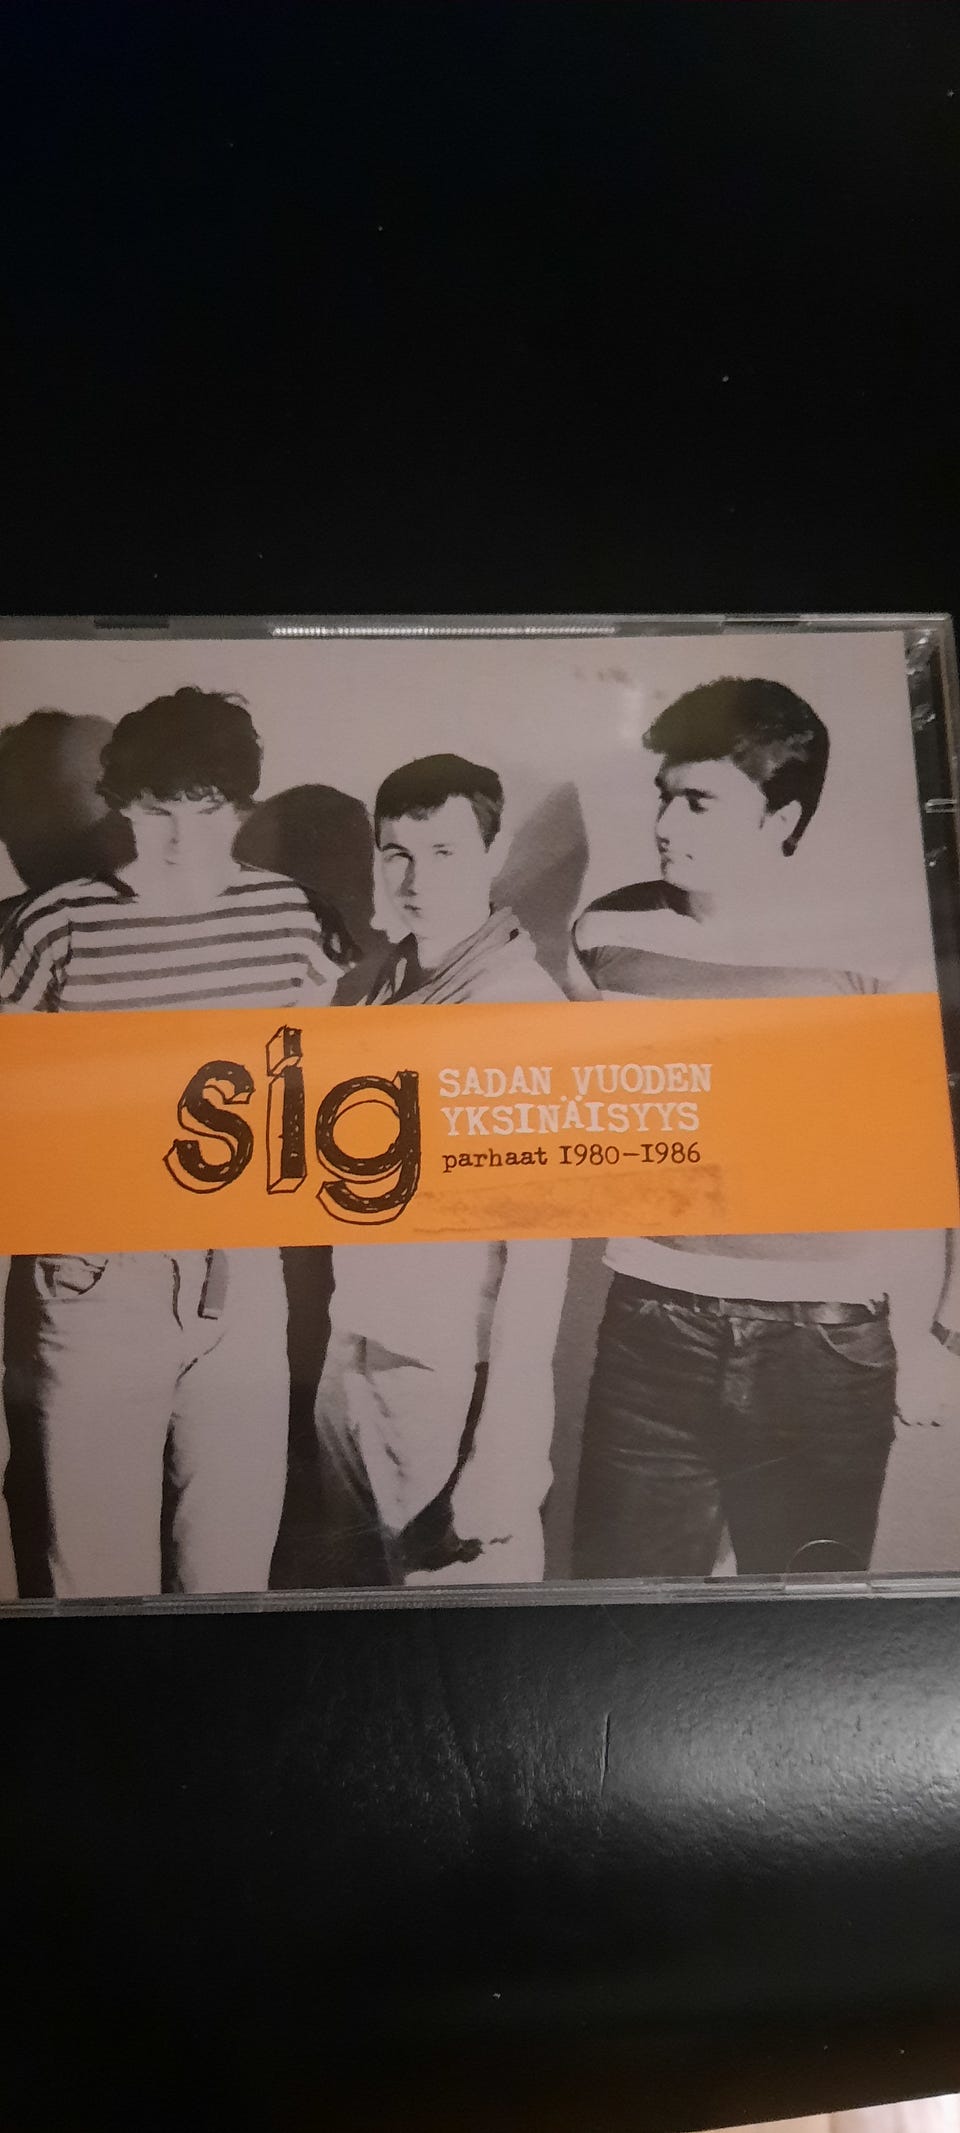 sig
SADAN VUODEN
YKSINÄISYYS
parhaat 1980-1986